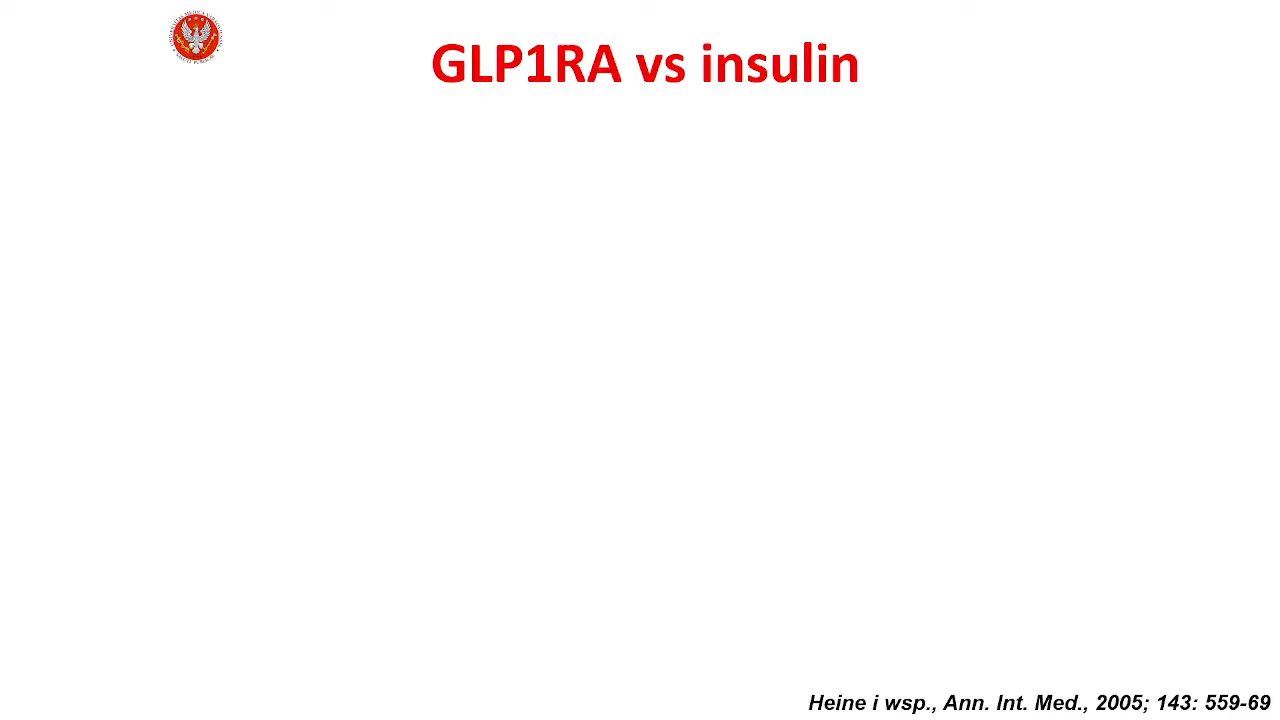 GLP1RA vs insulin
Heine i wsp., Ann. Int. Med., 2005; 143: 559-69